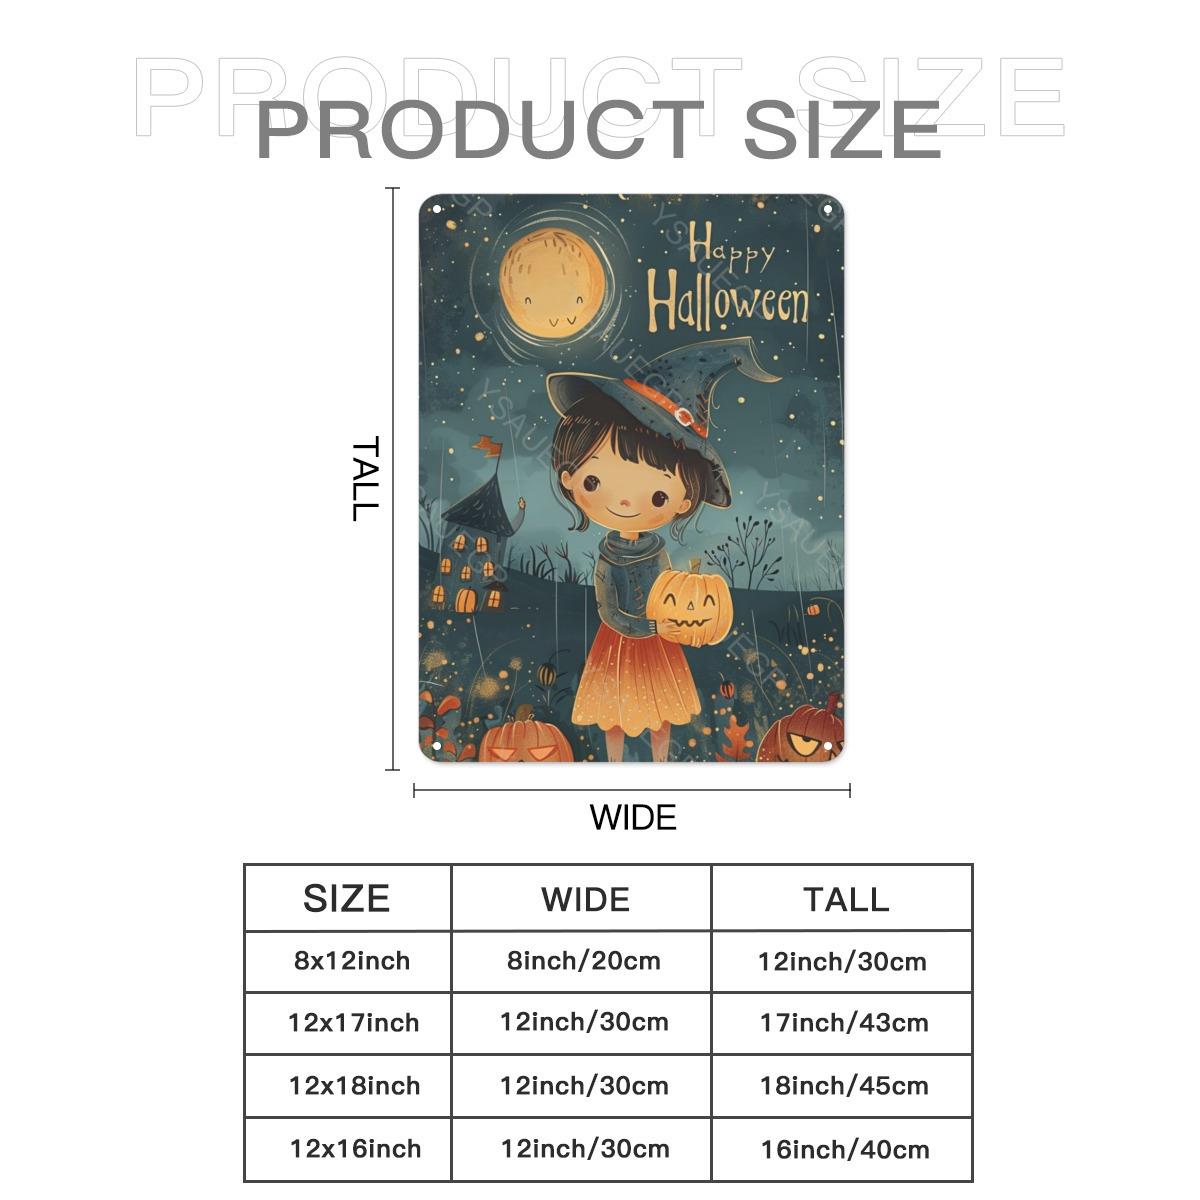 PRODUCT SIZE
PRODUCT SIZE
Happy
Halloween
YSAUEGP
TALL
WIDE
SIZE WIDE TALL
8x12inch 8inch/20cm 12inch/30cm
12x17inch 12inch/30cm 17inch/43cm
12x18inch 12inch/30cm 18inch/45cm
12x16inch 12inch/30cm 16inch/40cm